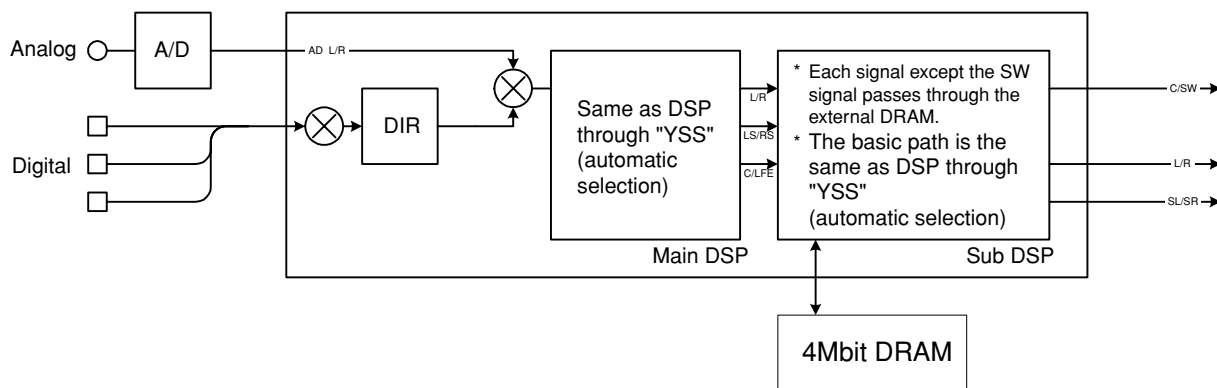 Analog
A/D
AD L/R
DIR
Digital
Same as DSP
through "YSS"
(automatic
selection)
Main DSP
L/R
LS/RS
C/LFE
* Each signal except the SW
signal passes through the
external DRAM.
* The basic path is the
same as DSP through
"YSS"
(automatic selection)
Sub DSP
C/SW
L/R
SL/SR
4Mbit DRAM